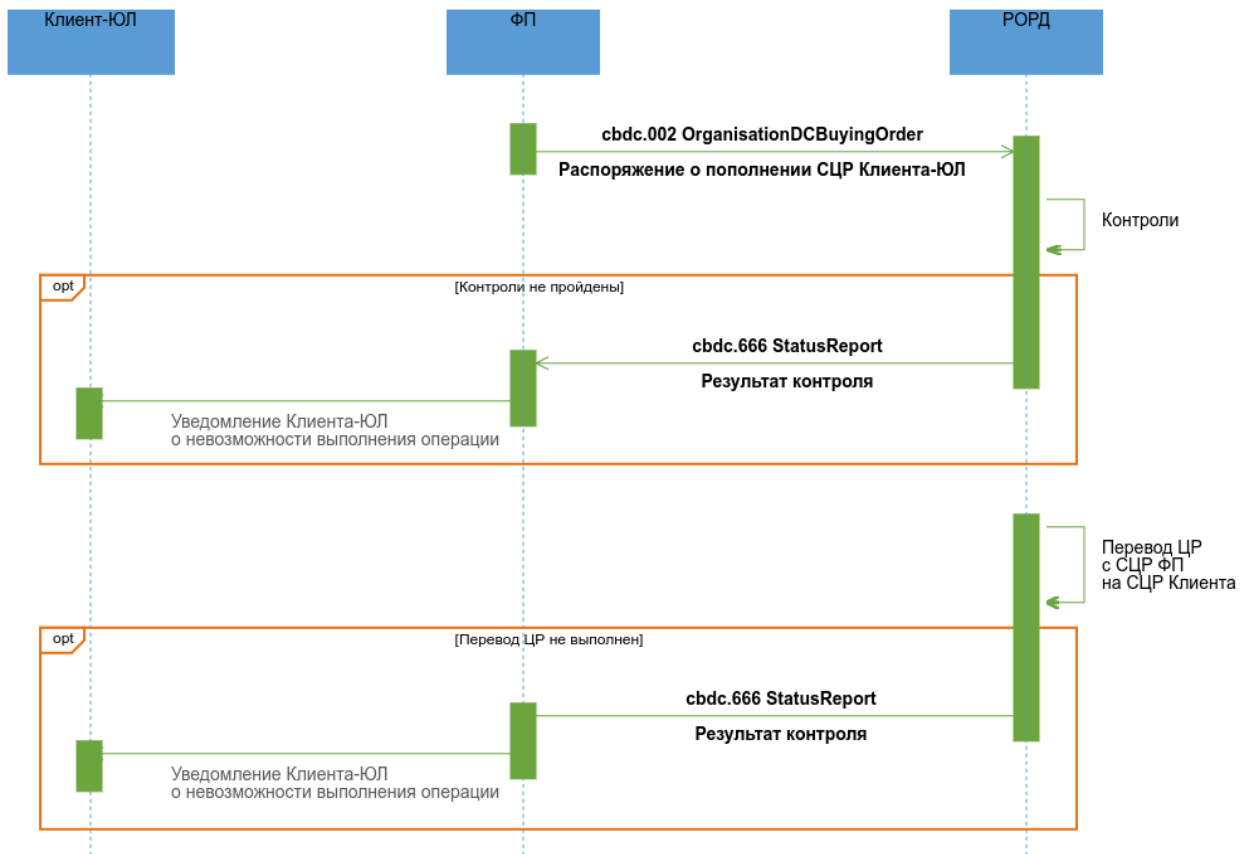 Клиент-ЮЛ
ФП
РОРД
cbdc.002 OrganisationDCBuyingOrder
Распоряжение о пополнении СЦР Клиента-ЮЛ
Контроли
opt
[Контроли не пройдены]
cbdc.666 StatusReport
Результат контроля
Уведомление Клиента-ЮЛ
о невозможности выполнения операции
Перевод ЦР
с СЦР ФП
на СЦР Клиента
opt
[Перевод ЦР не выполнен]
cbdc.666 StatusReport
Результат контроля
Уведомление Клиента-ЮЛ
о невозможности выполнения операции